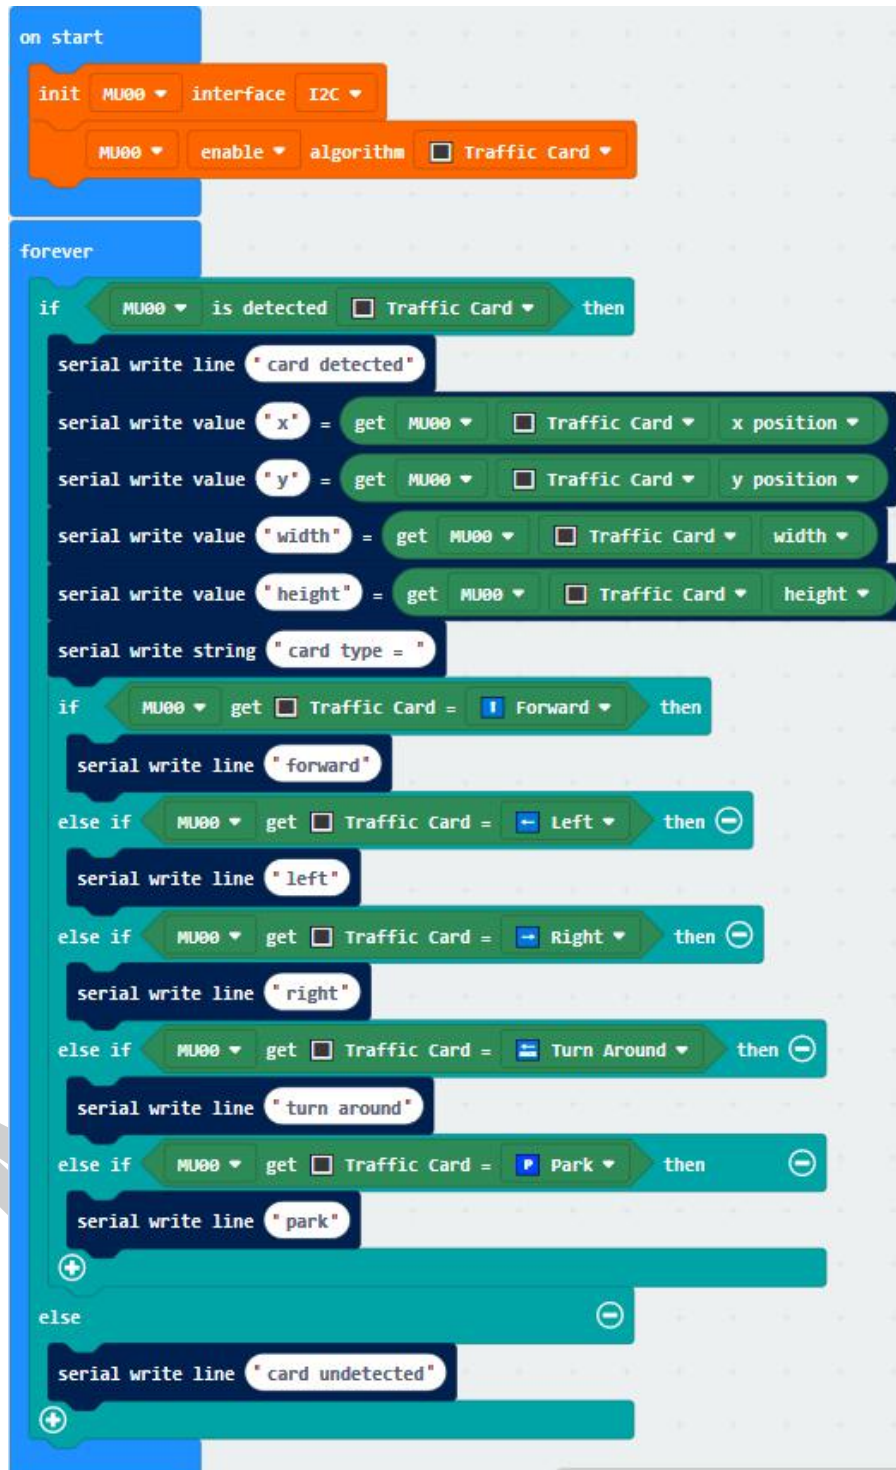 on start
init MU00 interface I2C
MU00 enable algorithm Traffic Card
forever
if MU00 is detected Traffic Card then
serial write line "card detected"
serial write value "x" = get MU00 Traffic Card x position
serial write value "y" = get MU00 Traffic Card y position
serial write value "width" = get MU00 Traffic Card width
serial write value "height" = get MU00 Traffic Card height
serial write string "card type = "
if MU00 get Traffic Card = Forward then
serial write line "forward"
else if MU00 get Traffic Card = Left then
serial write line "left"
else if MU00 get Traffic Card = Right then
serial write line "right"
else if MU00 get Traffic Card = Turn Around then
serial write line "turn around"
else if MU00 get Traffic Card = P Park then
serial write line "park"
else
serial write line "card undetected"